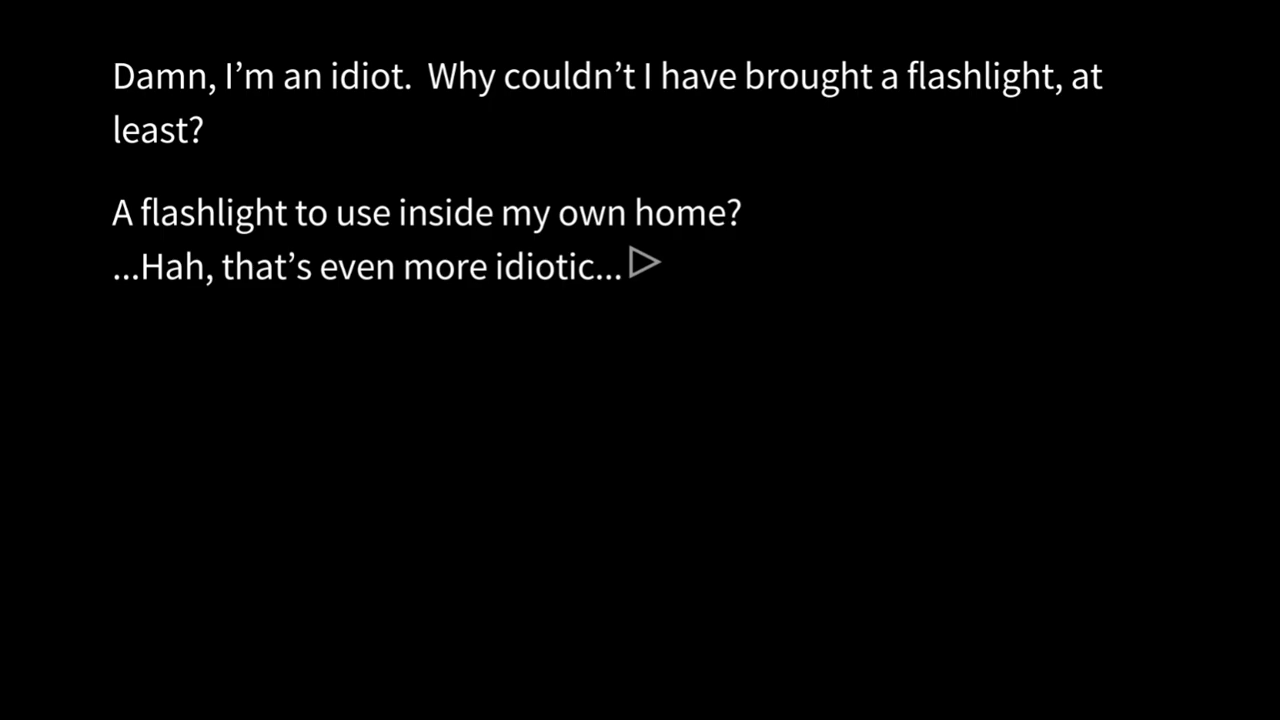 Damn, I’m an idiot.  Why couldn’t I have brought a flashlight, at
least?
A flashlight to use inside my own home?
...Hah, that’s even more idiotic...